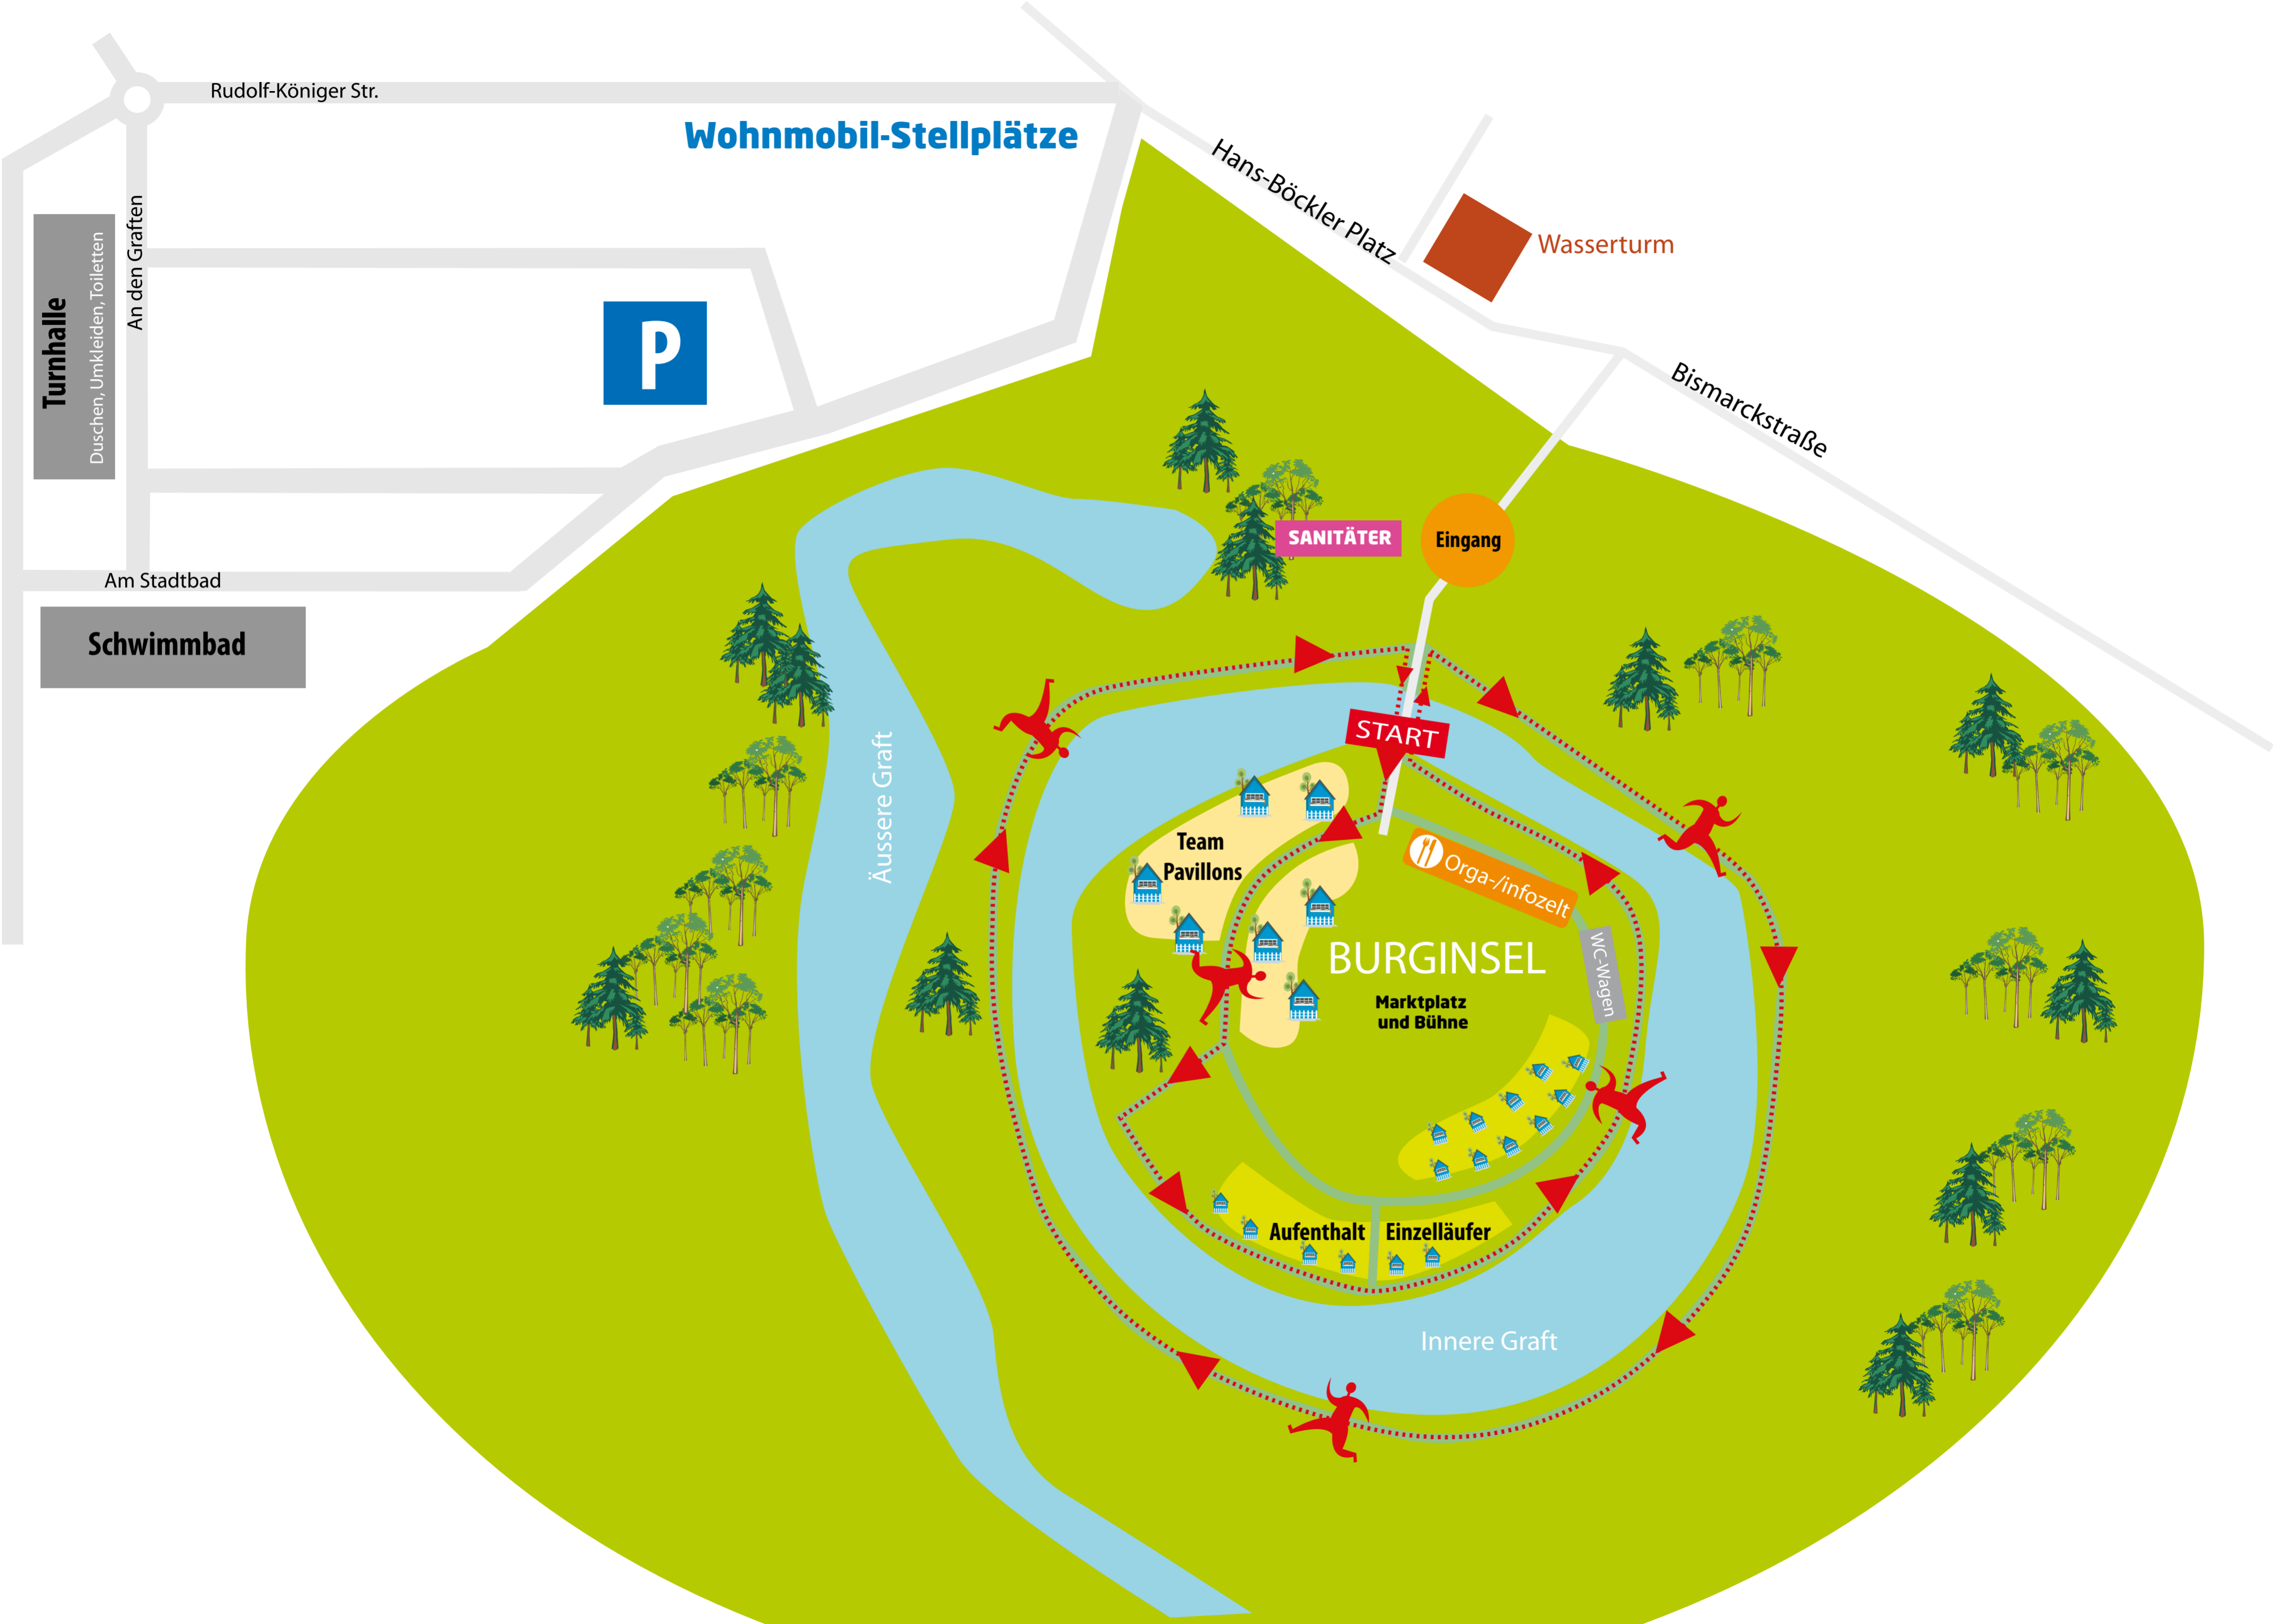 Rudolf-Königer Str.
Wohnmobil-Stellplätze
Hans-Böckler Platz
Wasserturm
Bismarckstraße
An den Graften
Turnhalle
Duschen, Umkleiden, Toiletten
P
Am Stadtbad
Schwimmbad
SANITÄTER
Eingang
START
Äussere Graft
Team
Pavillons
Orga-/infozelt
WC-Wagen
BURGINSEL
Marktplatz
und Bühne
Aufenthalt Einzelläufer
Innere Graft